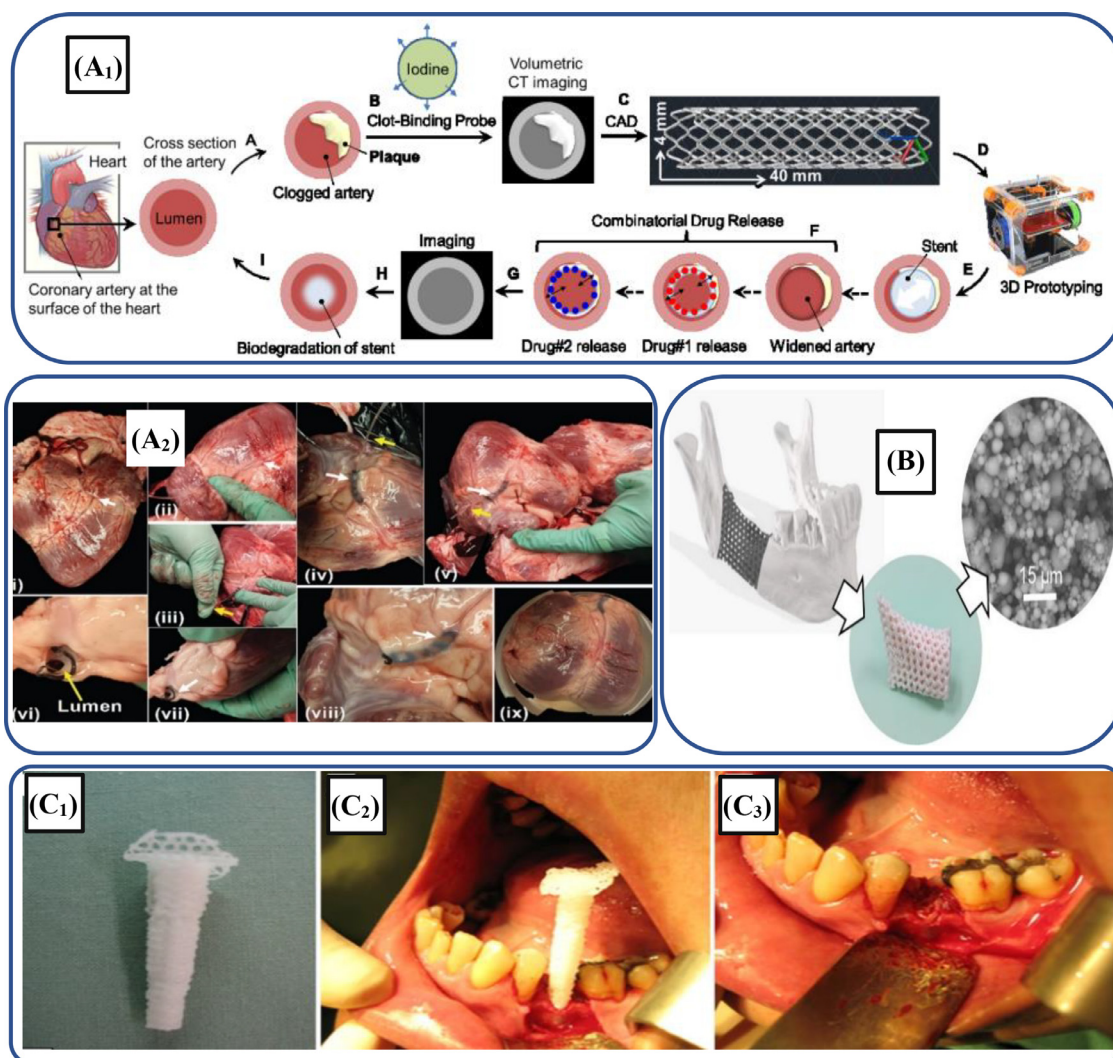 (A1)
Iodine
B
Clot-Binding Probe
Volumetric
CT imaging
C
CAD
4 mm
40 mm
D
Heart
Cross section
of the artery
A
Plaque
Clogged artery
Lumen
Coronary artery at the
surface of the heart
3D Prototyping
E
Stent
Combinatorial Drug Release
F
Widened artery
Drug#1 release
Drug#2 release
G
Imaging
H
Biodegradation of stent
I
(A2)
i)
(ii)
(iii)
(iv)
(v)
(vi)
Lumen
(vii)
(viii)
(ix)
(B)
15 μm
(C1)
(C2)
(C3)